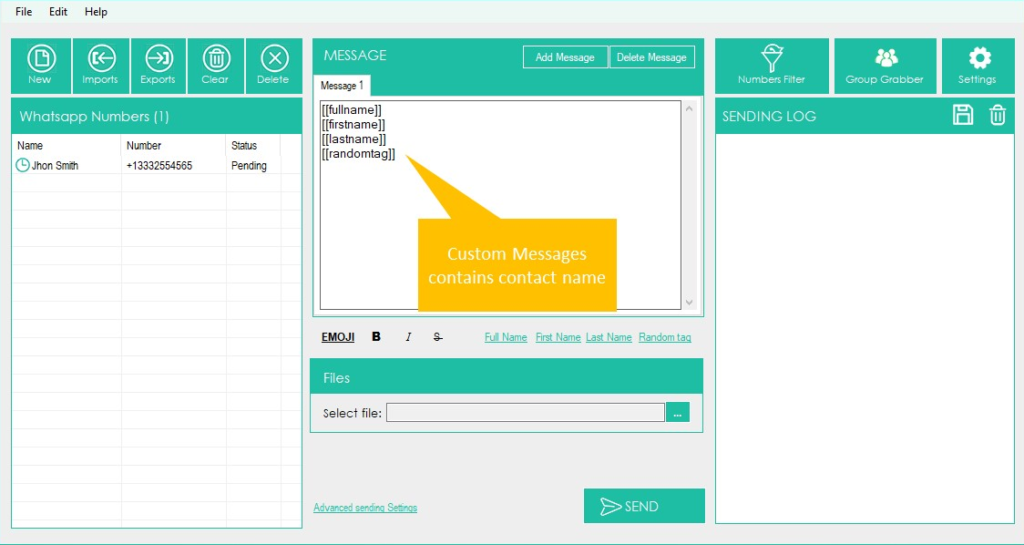 File Edit Help
New Imports Exports Clear Delete
Whatsapp Numbers (1)
Name Number Status
Jhon Smith +13332554565 Pending
MESSAGE Add Message Delete Message
Message 1
[[fullname]]
[[firstname]]
[[lastname]]
[[randomtag]]
Custom Messages
contains contact name
EMOJI B I S Full Name First Name Last Name Random tag
Files
Select file: ...
Advanced sending Settings SEND
Numbers Filter Group Grabber Settings
SENDING LOG